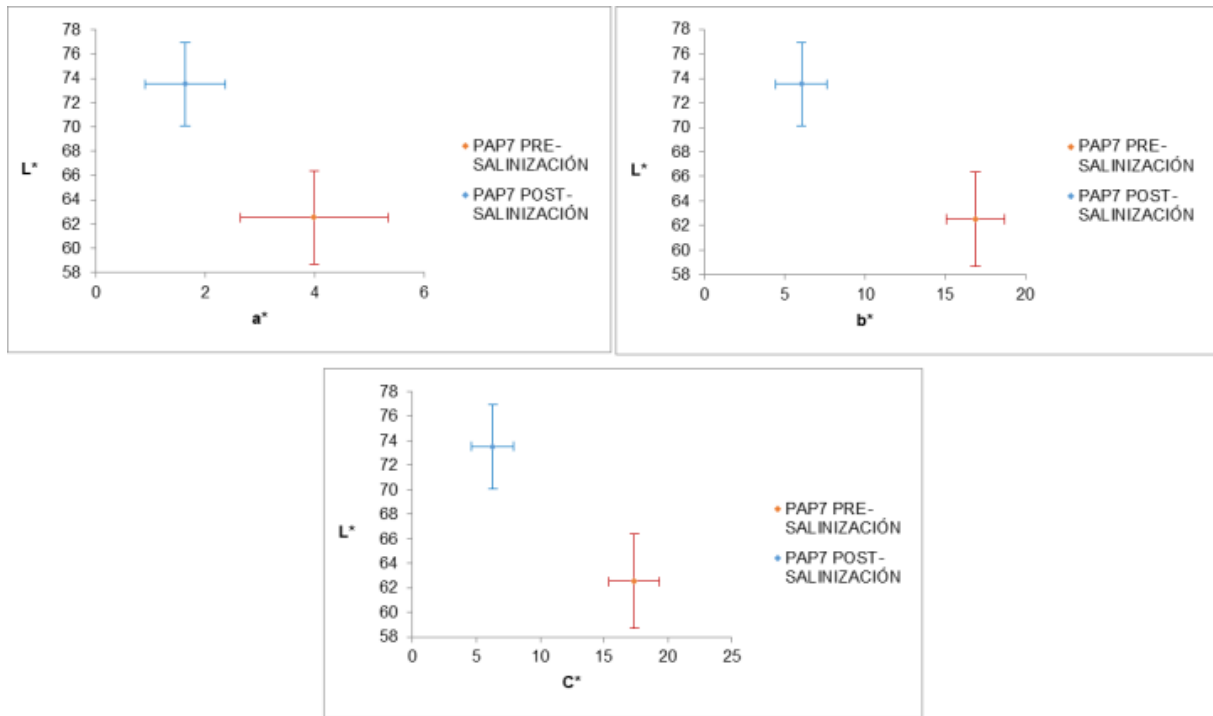 78
76
74
72
70
68
66
64
62
60
58
L*
0 2 4 6
a*
PAP7 PRE-
SALINIZACIÓN
PAP7 POST-
SALINIZACIÓN
78
76
74
72
70
68
66
64
62
60
58
L*
0 5 10 15 20
b*
PAP7 PRE-
SALINIZACIÓN
PAP7 POST-
SALINIZACIÓN
78
76
74
72
70
68
66
64
62
60
58
L*
0 5 10 15 20 25
C*
PAP7 PRE-
SALINIZACIÓN
PAP7 POST-
SALINIZACIÓN